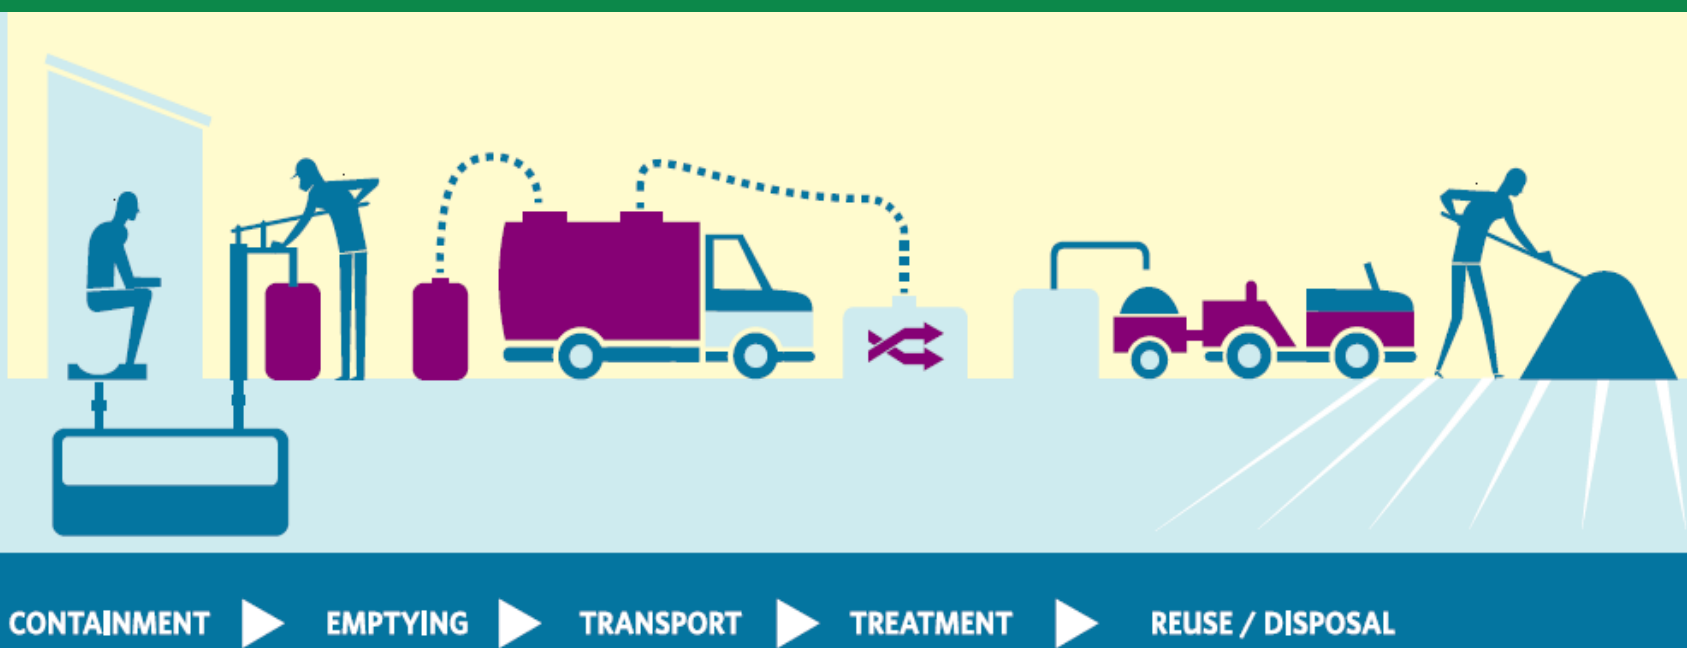 CONTAINMENT EMPTYING TRANSPORT TREATMENT REUSE / DISPOSAL